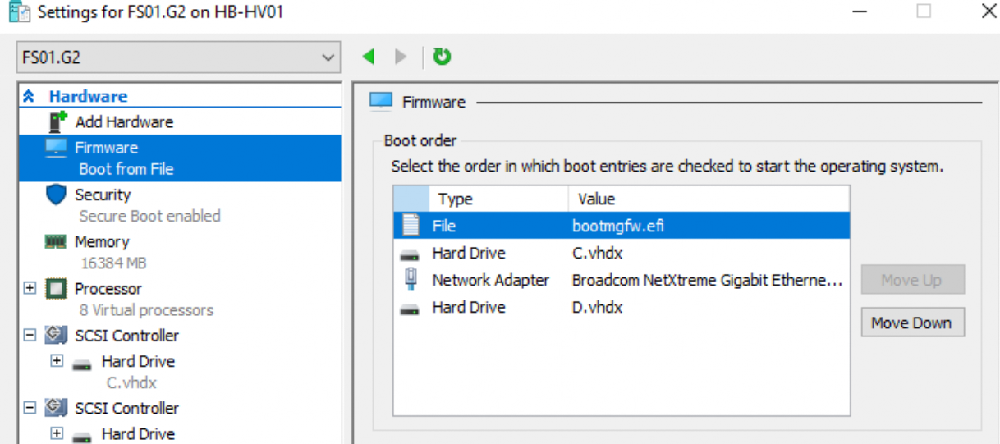 Settings for FS01.G2 on HB-HV01
FS01.G2
Hardware
Add Hardware
Firmware
Boot from File
Security
Secure Boot enabled
Memory
16384 MB
Processor
8 Virtual processors
SCSI Controller
Hard Drive
C.vhdx
SCSI Controller
Hard Drive
Firmware
Boot order
Select the order in which boot entries are checked to start the operating system.
Type Value
File bootmgfw.efi
Hard Drive C.vhdx
Network Adapter Broadcom NetXtreme Gigabit Etherne...
Hard Drive D.vhdx
Move Up
Move Down